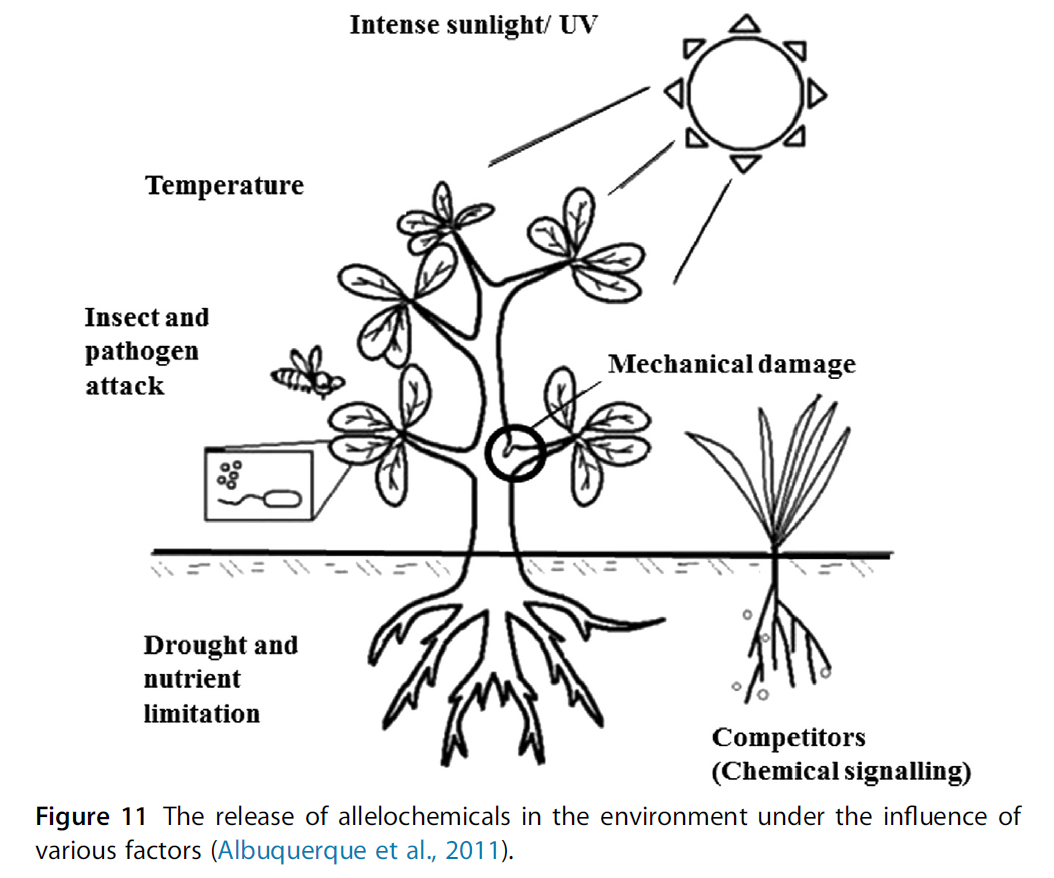 Intense sunlight/ UV
Temperature
Insect and
pathogen
attack
Mechanical damage
Drought and
nutrient
limitation
Competitors
(Chemical signalling)
Figure 11 The release of allelochemicals in the environment under the influence of
various factors (Albuquerque et al., 2011).